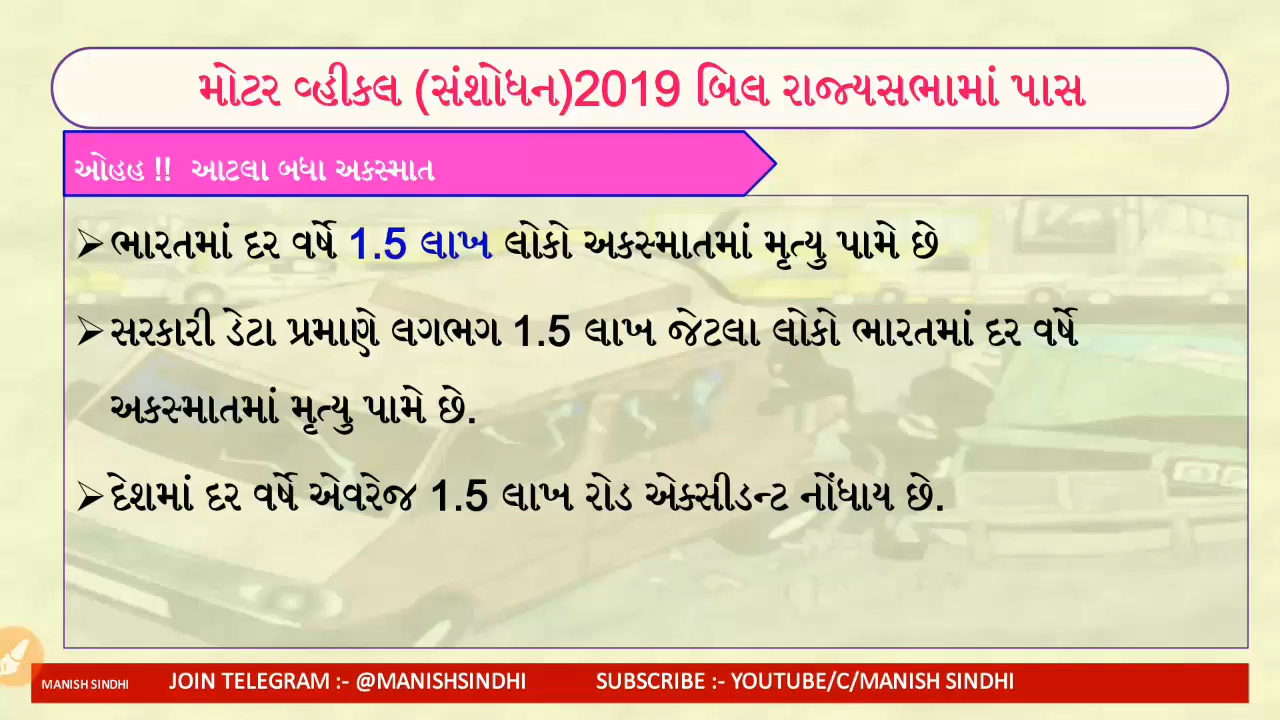 મોટર વ્હીકલ (સંશોધન)2019 બિલ રાજ્યસભામાં પાસ
ઓહહ !! આટલા બધા અકસ્માત
➢ભારતમાં દર વર્ષે 1.5 લાખ લોકો અકસ્માતમાં મૃત્યુ પામે છે
➢સરકારી ડેટા પ્રમાણે લગભગ 1.5 લાખ જેટલા લોકો ભારતમાં દર વર્ષે
અકસ્માતમાં મૃત્યુ પામે છે.
➢દેશમાં દર વર્ષે એવરેજ 1.5 લાખ રોડ એક્સીડન્ટ નોંધાય છે.
MANISH SINDHI JOIN TELEGRAM :- @MANISHSINDHI SUBSCRIBE :- YOUTUBE/C/MANISH SINDHI